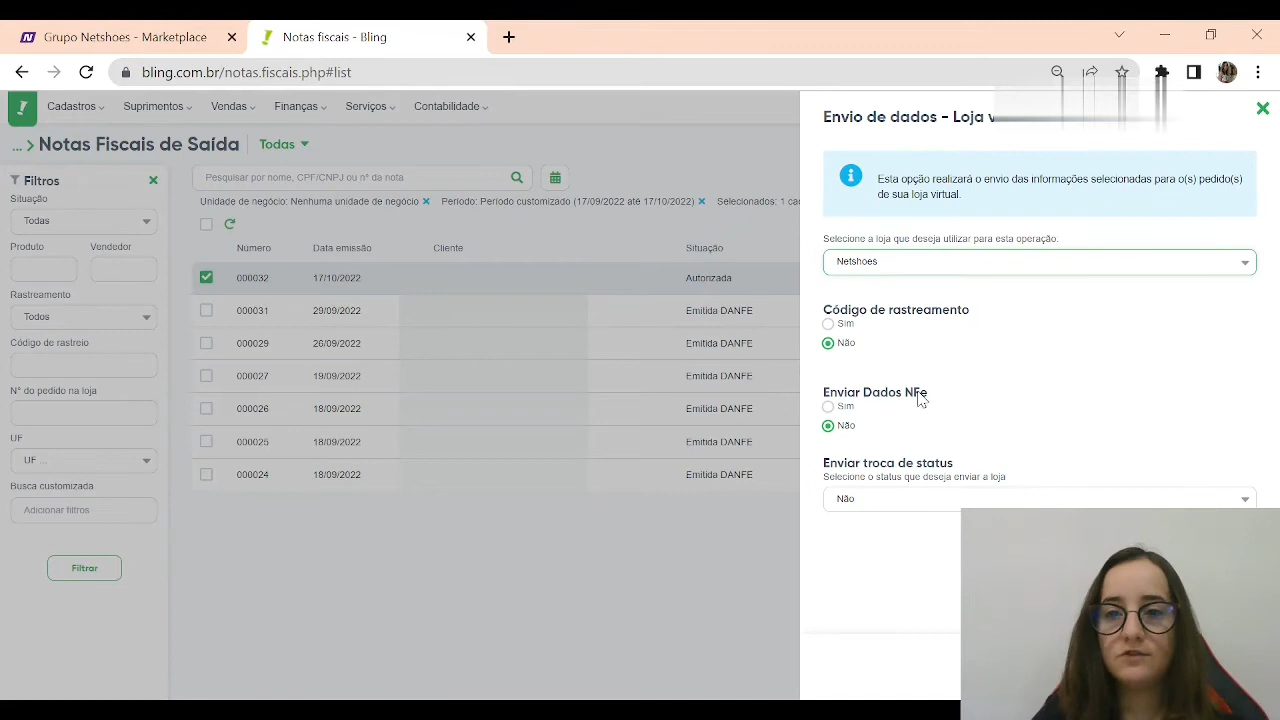 Grupo Netshoes - Marketplace
Notas fiscais - Bling
bling.com.br/notas.fiscais.php#list
Cadastros
Suprimentos
Vendas
Finanças
Serviços
Contabilidade
... > Notas Fiscais de Saída
Todas
Filtros
Situação
Todas
Produto
Vendedor
Rastreamento
Todos
Código de rastreio
N° do pedido na loja
UF
UF ...
Busca customizada
Adicionar filtros
Filtrar
Pesquisar por nome, CPF/CNPJ ou n° da nota
Unidade de negócio: Nenhuma unidade de negócio × Período: Período customizado (17/09/2022 até 17/10/2022) × Selecionados: 1
Número Data emissão Cliente Situação
000032 17/10/2022 Autorizada
000031 29/09/2022 Emitida DANFE
000029 26/09/2022 Emitida DANFE
000027 19/09/2022 Emitida DANFE
000026 18/09/2022 Emitida DANFE
000025 18/09/2022 Emitida DANFE
000024 18/09/2022 Emitida DANFE
Envio de dados - Loja
Esta opção realizará o envio das informações selecionadas para o(s) pedido(s)
do sua loja virtual.
Selecione a loja que deseja utilizar para esta operação.
Netshoes
Código de rastreamento
Sim
Não
Enviar Dados NFe
Sim
Não
Enviar troca de status
Selecione o status que deseja enviar a loja
Não